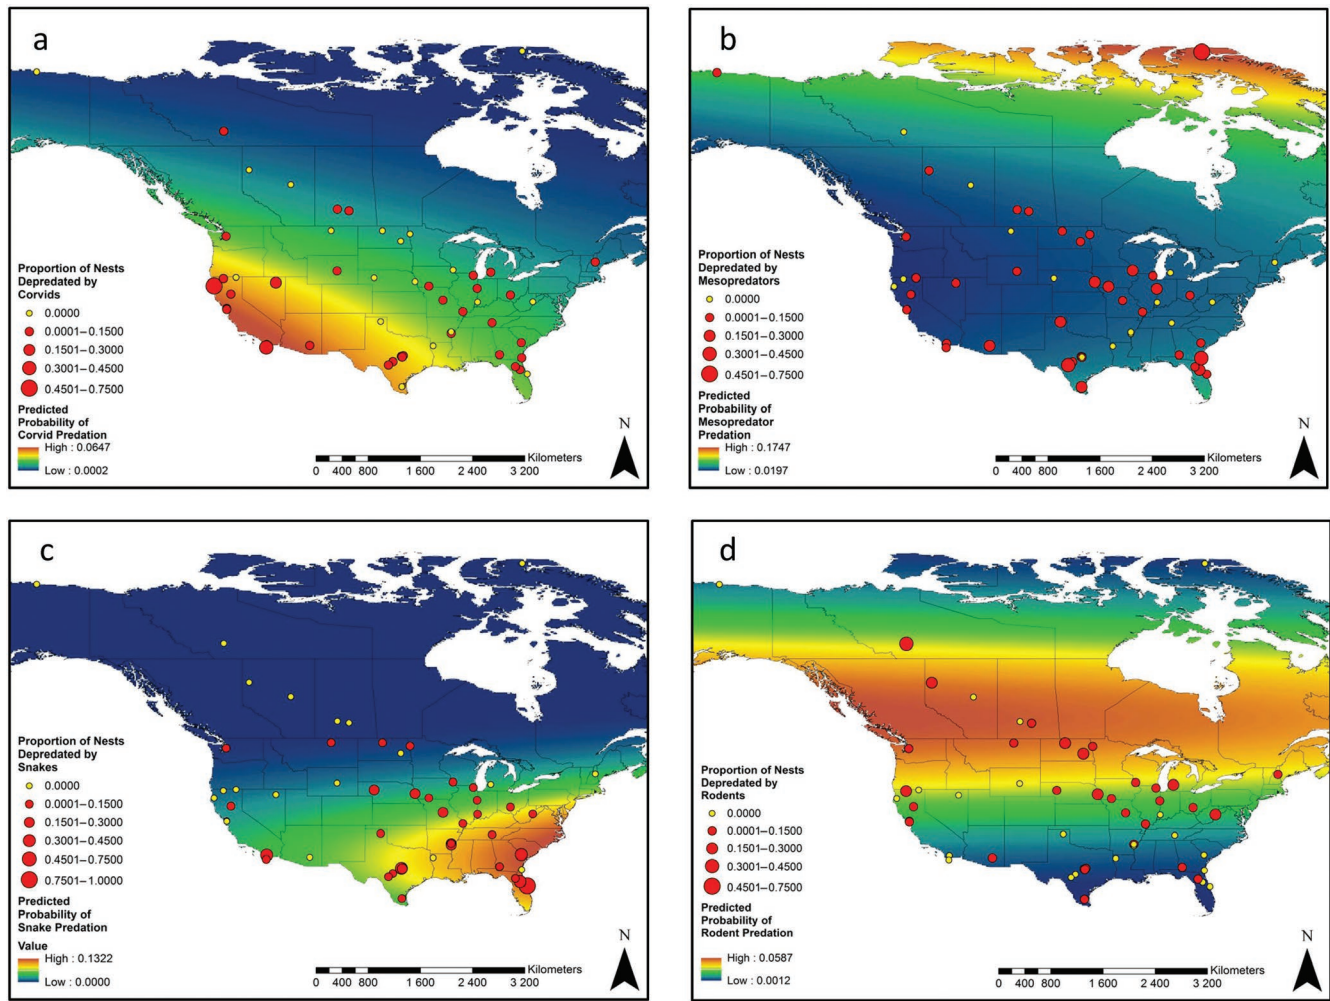 a
Proportion of Nests
Depredated by
Corvids
0.0000
0.0001–0.1500
0.1501–0.3000
0.3001–0.4500
0.4501–0.7500
Predicted
Probability of
Corvid Predation
High : 0.0647
Low : 0.0002
N
Kilometers
0 400 800 1 600 2 400 3 200
b
Proportion of Nests
Depredated by
Mesopredators
0.0000
0.0001–0.1500
0.1501–0.3000
0.3001–0.4500
0.4501–0.7500
Predicted
Probability of
Mesopredator
Predation
High : 0.1747
Low : 0.0197
N
Kilometers
0 400 800 1 600 2 400 3 200
c
Proportion of Nests
Depredated by
Snakes
0.0000
0.0001–0.1500
0.1501–0.3000
0.3001–0.4500
0.4501–0.7500
0.7501–1.0000
Predicted
Probability of
Snake Predation
Value
High : 0.1322
Low : 0.0000
N
Kilometers
0 400 800 1 600 2 400 3 200
d
Proportion of Nests
Depredated by
Rodents
0.0000
0.0001–0.1500
0.1501–0.3000
0.3001–0.4500
0.4501–0.7500
Predicted
Probability of
Rodent Predation
High : 0.0587
Low : 0.0012
N
Kilometers
0 400 800 1 600 2 400 3 200